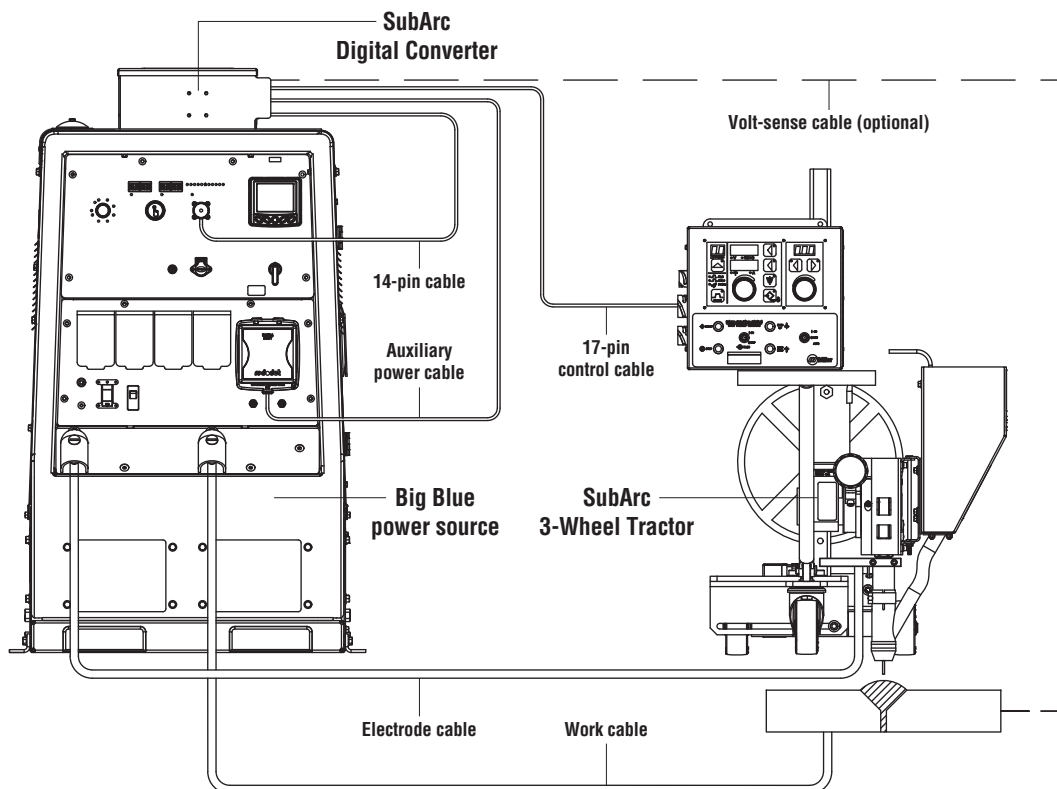 SubArc
Digital Converter
Volt-sense cable (optional)
14-pin cable
Auxiliary
power cable
17-pin
control cable
Big Blue
power source
SubArc
3-Wheel Tractor
Electrode cable
Work cable